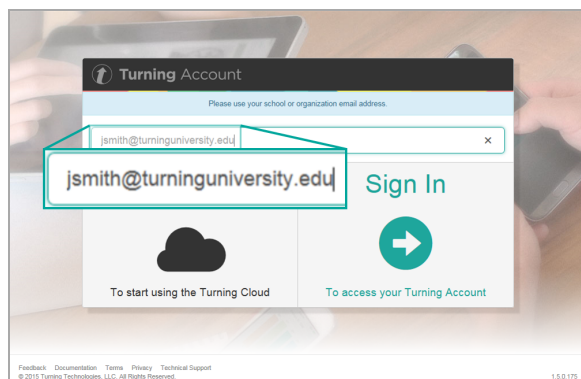 Turning Account
Please use your school or organization email address.
jsmith@turninguniversity.edu
×
jsmith@turninguniversity.edu
Sign In
To start using the Turning Cloud
To access your Turning Account
Feedback Documentation Terms Privacy Technical Support
© 2015 Turning Technologies, LLC. All Rights Reserved.
1.5.0.175